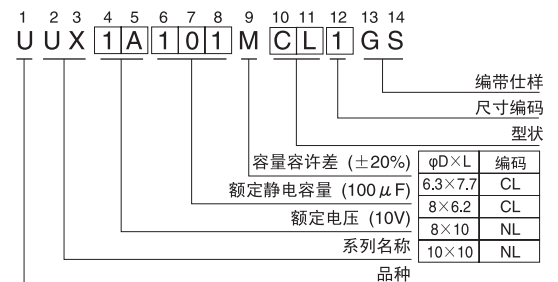 1 2 3 4 5 6 7 8 9 10 11 12 13 14
U U X 1 A 1 0 1 M C L 1 G S
编带仕样
尺寸编码
型状
容量容许差 (±20%)
额定静电容量 (100μF)
额定电压 (10V)
系列名称
品种
φD×L 编码
6.3×7.7 CL
8×6.2 CL
8×10 NL
10×10 NL